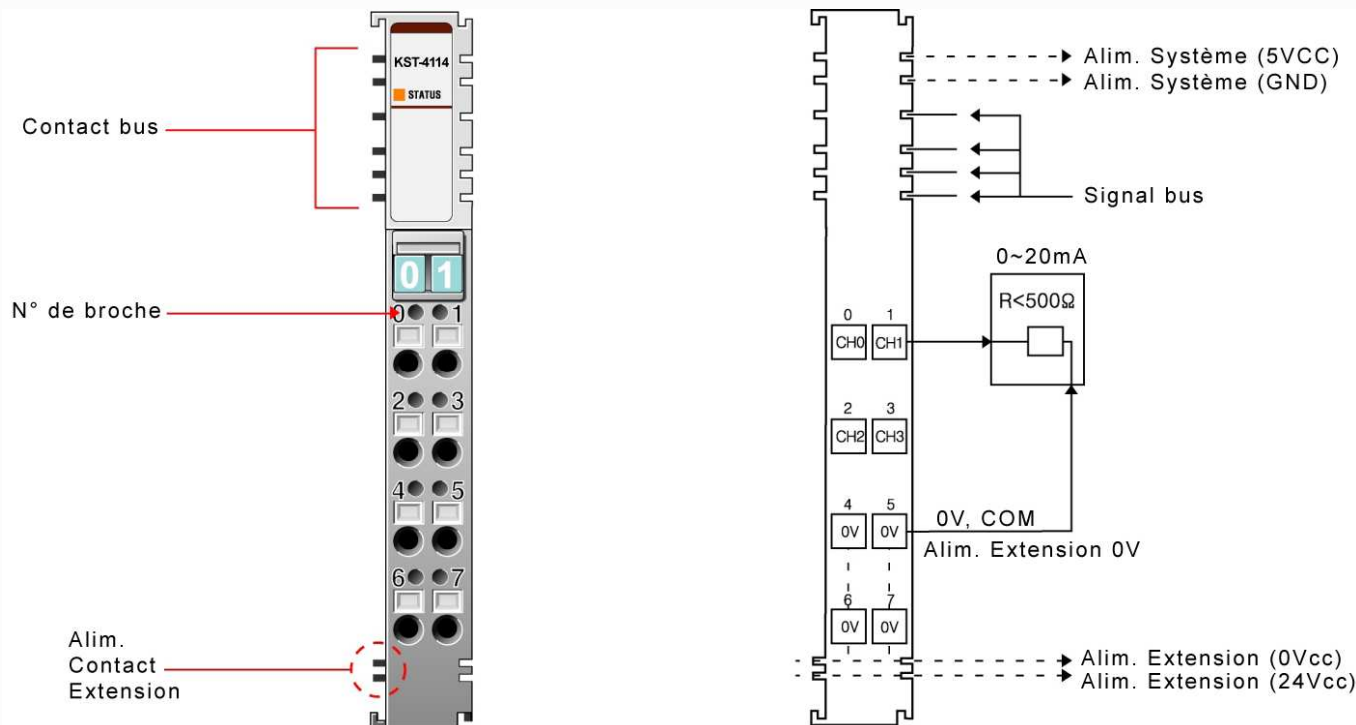 KST-4114
STATUS
Contact bus
01
N° de broche
0 1
2 3
4 5
6 7
Alim.
Contact
Extension
Alim. Système (5VCC)
Alim. Système (GND)
Signal bus
0~20mA
R<500Ω
0 1
CH0 CH1
2 3
CH2 CH3
4 5
0V 0V
0V, COM
Alim. Extension 0V
6 7
0V 0V
Alim. Extension (0Vcc)
Alim. Extension (24Vcc)